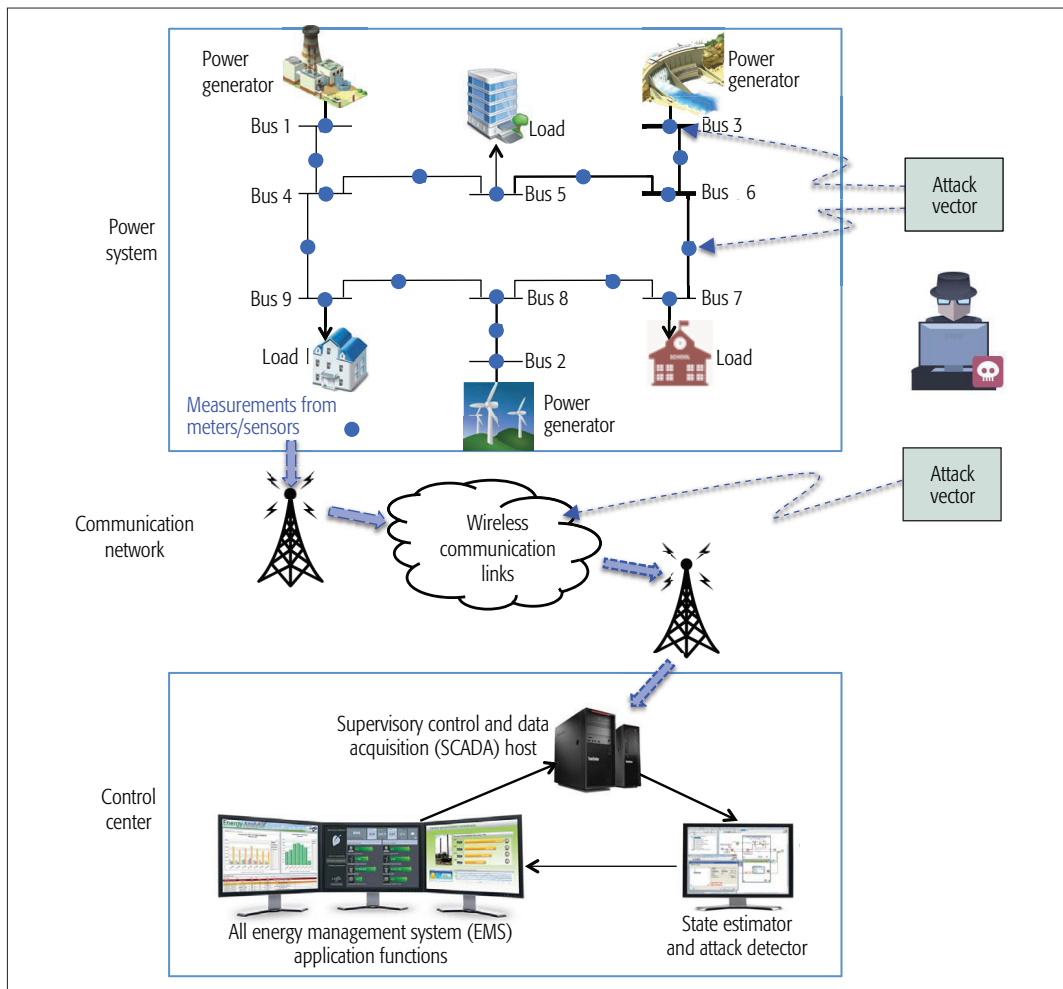 Power
generator
Load
Power
generator
Bus 1
Bus 3
Attack
vector
Bus 4
Bus 5
Bus 6
Power
system
Bus 9
Bus 8
Bus 7
Load l
Bus 2
SCHOOL
Load
Measurements from
meters/sensors
Power
generator
Attack
vector
Communication
network
Wireless
communication
links
Supervisory control and data
acquisition (SCADA) host
Control
center
All energy management system (EMS)
application functions
State estimator
and attack detector